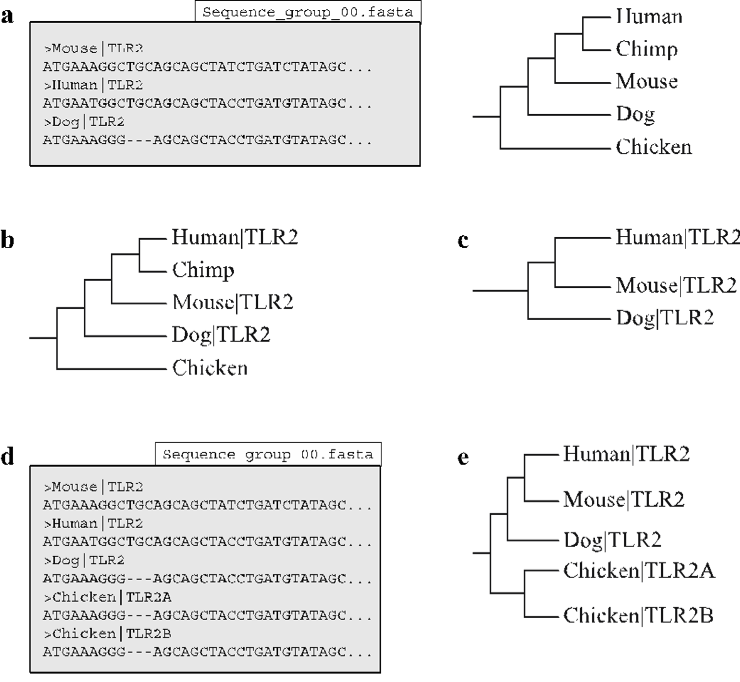 a
Sequence_group_00.fasta
>Mouse|TLR2
ATGAAAGGCTGCAGCAGCTATCTGATCTATAGC...
>Human|TLR2
ATGAATGGCTGCAGCAGCTACCTGATGTATAGC...
>Dog|TLR2
ATGAAAGGG---AGCAGCTACCTGATGTATAGC...
Human
Chimp
Mouse
Dog
Chicken
b
Human|TLR2
Chimp
Mouse|TLR2
Dog|TLR2
Chicken
c
Human|TLR2
Mouse|TLR2
Dog|TLR2
d
Sequence group 00.fasta
>Mouse|TLR2
ATGAAAGGCTGCAGCAGCTATCTGATCTATAGC...
>Human|TLR2
ATGAATGGCTGCAGCAGCTACCTGATGTATAGC...
>Dog|TLR2
ATGAAAGGG---AGCAGCTACCTGATGTATAGC...
>Chicken|TLR2A
ATGAAAGGG---AGCAGCTACCTGATGTATAGC...
>Chicken|TLR2B
ATGAAAGGG---AGCAGCTACCTGATGTATAGC...
e
Human|TLR2
Mouse|TLR2
Dog|TLR2
Chicken|TLR2A
Chicken|TLR2B